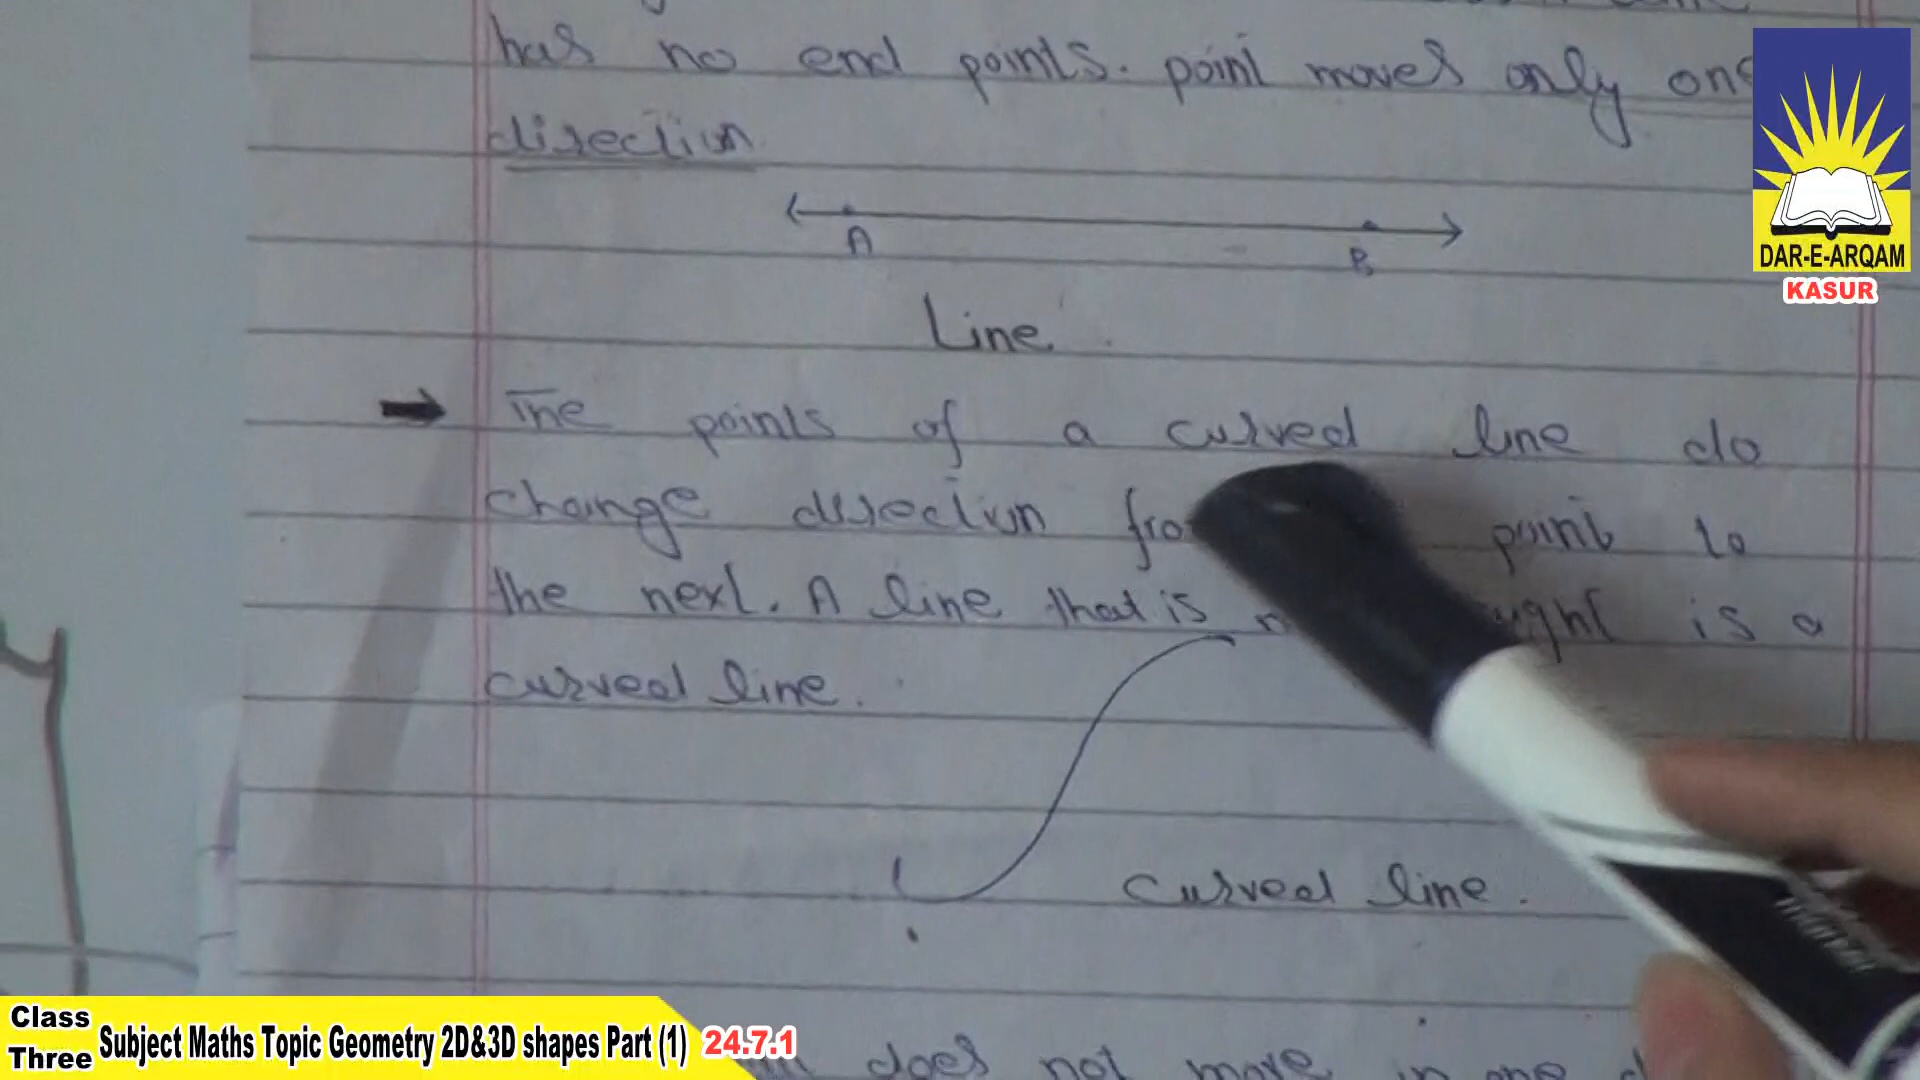 has no end points. point moves only one
direction
A B
Line.
The points of a curved line do
change direction point to
the next. A line that is is a
curved line.
curved line.
does not move in one
DAR-E-ARQAM
KASUR
Class
Three
Subject Maths Topic Geometry 2D&3D shapes Part (1) 24.7.1